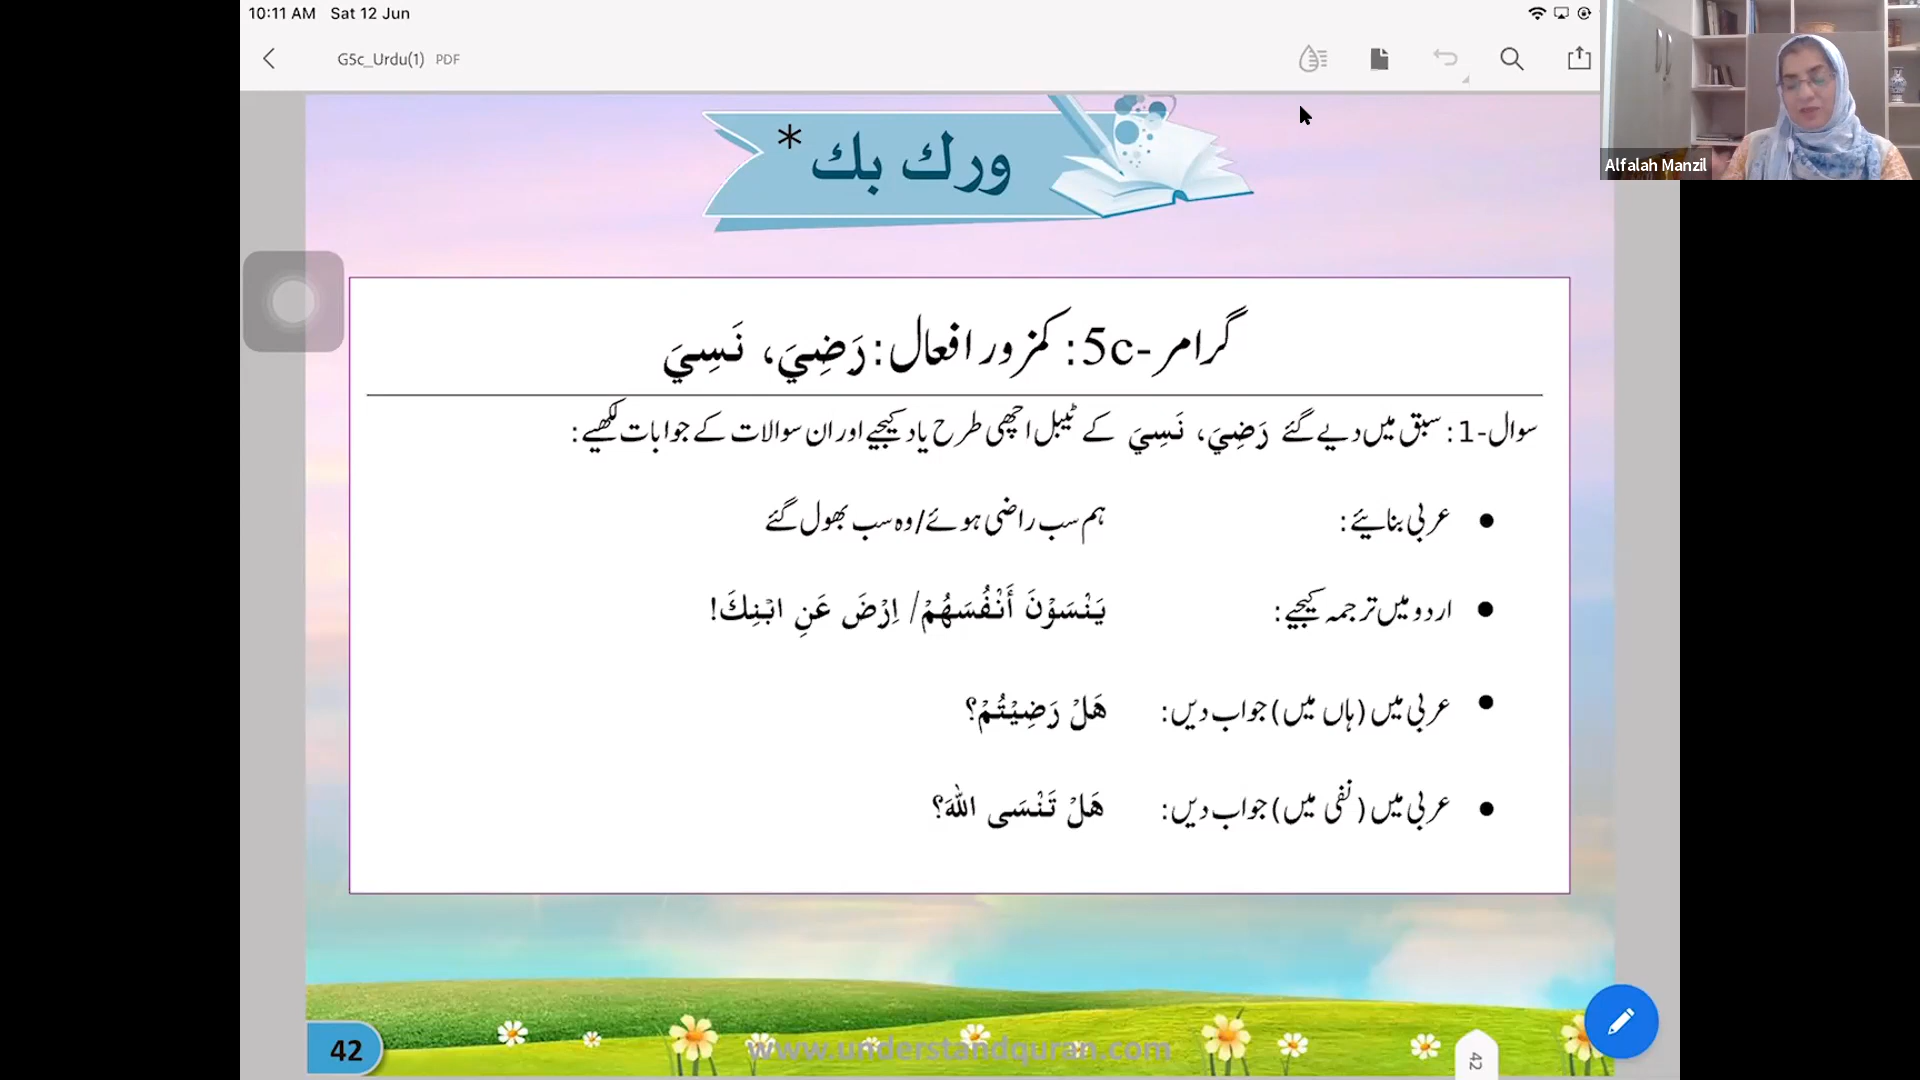 10:11 AM Sat 12 Jun
G5c_Urdu(1) PDF
Alfalah Manzil
ورك بك*
گرامر -5c: کمزور افعال: رَضِيَ، نَسِيَ
سوال-1: سبق میں دیے گئے رَضِيَ، نَسِيَ کے ٹیبل اچھی طرح یاد کیجیے اور ان سوالات کے جوابات لکھیے:
• عربی بنائیے: ہم سب راضی ہوئے/وہ سب بھول گئے
• اردو میں ترجمہ کیجیے: يَنْسَوْنَ أَنْفُسَهُمْ/ اِرْضَ عَنِ ابْنِكَ!
• عربی میں (ہاں میں) جواب دیں: هَلْ رَضِيْتُمْ؟
• عربی میں (نفی میں) جواب دیں: هَلْ تَنْسَى اللهَ؟
42
www.understandquran.com
42